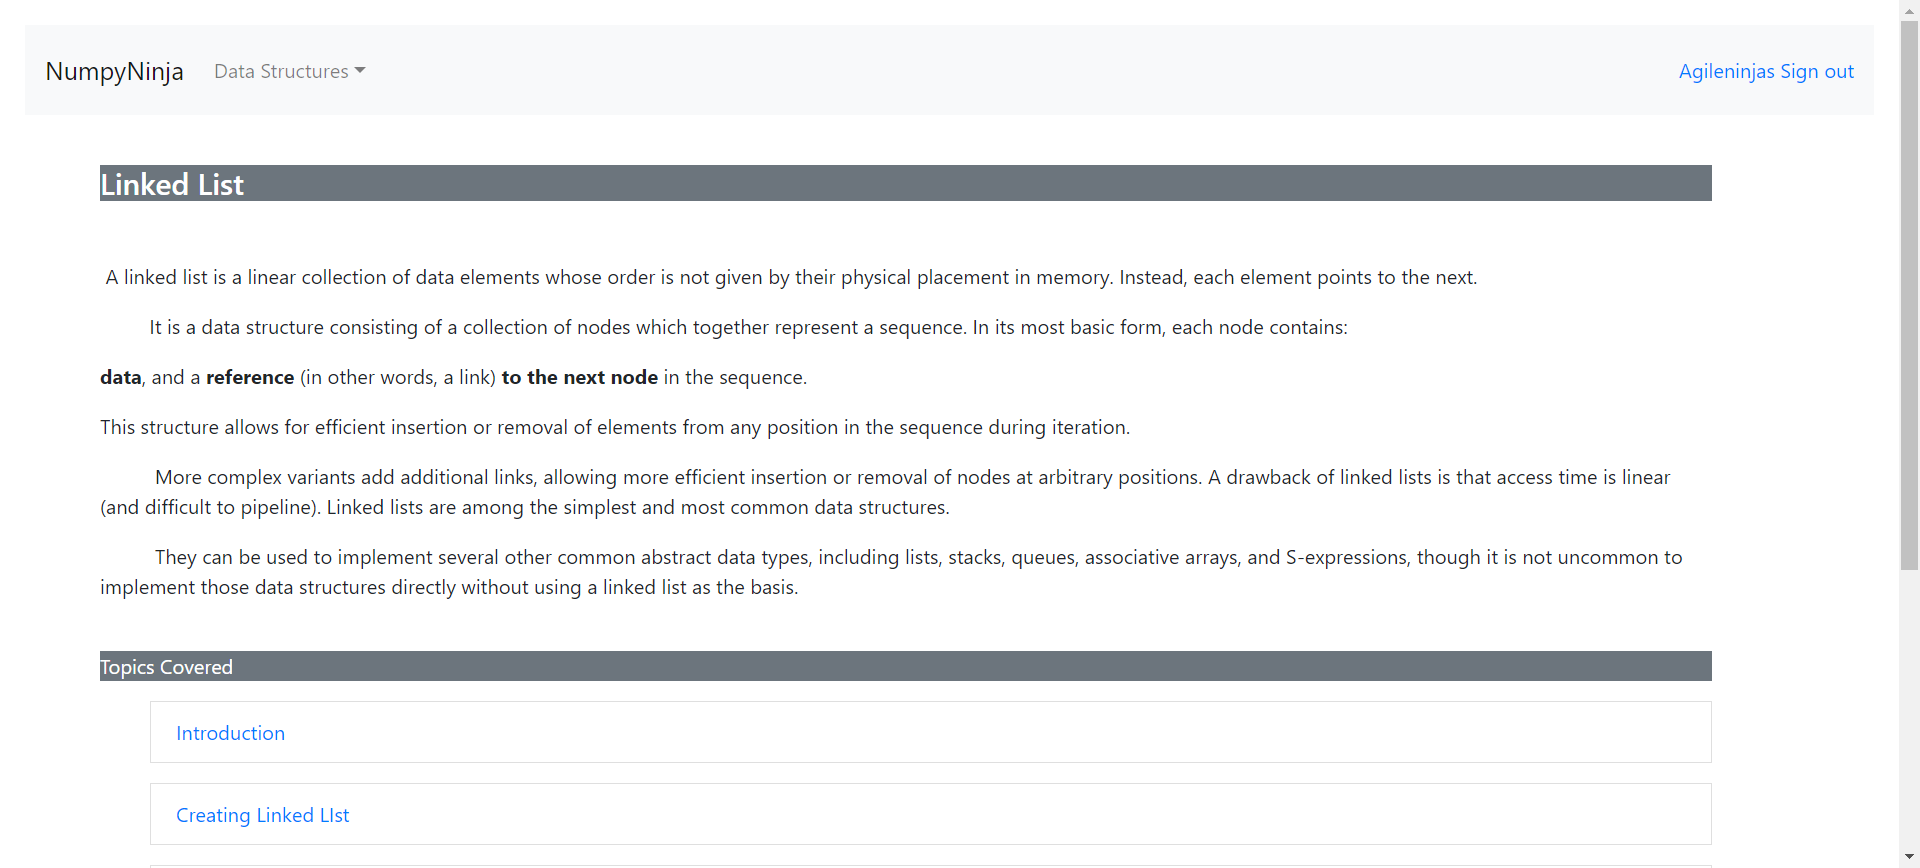 NumpyNinja Data Structures Agileninjas Sign out
Linked List
A linked list is a linear collection of data elements whose order is not given by their physical placement in memory. Instead, each element points to the next.
It is a data structure consisting of a collection of nodes which together represent a sequence. In its most basic form, each node contains:
data, and a reference (in other words, a link) to the next node in the sequence.
This structure allows for efficient insertion or removal of elements from any position in the sequence during iteration.
More complex variants add additional links, allowing more efficient insertion or removal of nodes at arbitrary positions. A drawback of linked lists is that access time is linear
(and difficult to pipeline). Linked lists are among the simplest and most common data structures.
They can be used to implement several other common abstract data types, including lists, stacks, queues, associative arrays, and S-expressions, though it is not uncommon to
implement those data structures directly without using a linked list as the basis.
Topics Covered
Introduction
Creating Linked LIst